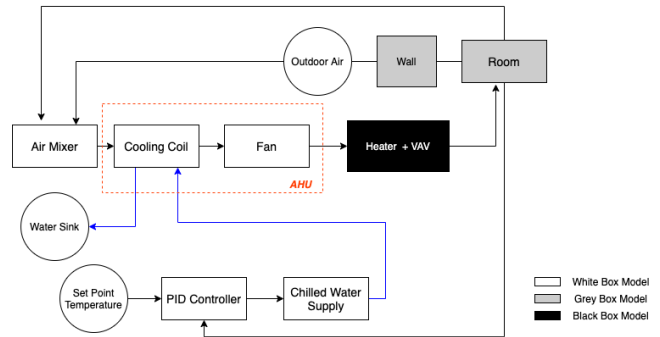 Outdoor Air
Wall
Room
Air Mixer
Cooling Coil
Fan
Heater + VAV
AHU
Water Sink
Set Point
Temperature
PID Controller
Chilled Water
Supply
White Box Model
Grey Box Model
Black Box Model